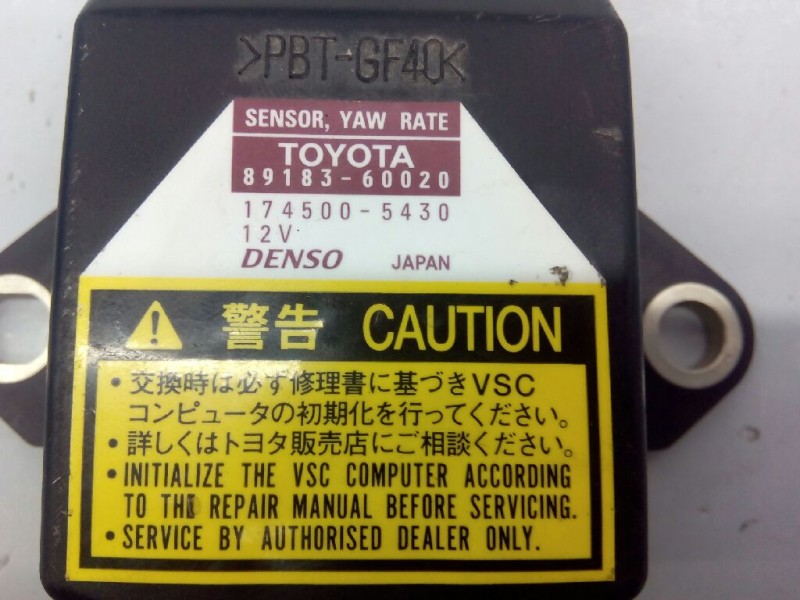 >PBT-GF40<
SENSOR, YAW RATE
TOYOTA
89183-60020
174500-5430
12V
DENSO JAPAN
警告 CAUTION
・交換時は必ず修理書に基づきVSC
コンピュータの初期化を行ってください。
・詳しくはトヨタ販売店にご相談ください。
・INITIALIZE THE VSC COMPUTER ACCORDING
TO THE REPAIR MANUAL BEFORE SERVICING.
・SERVICE BY AUTHORISED DEALER ONLY.